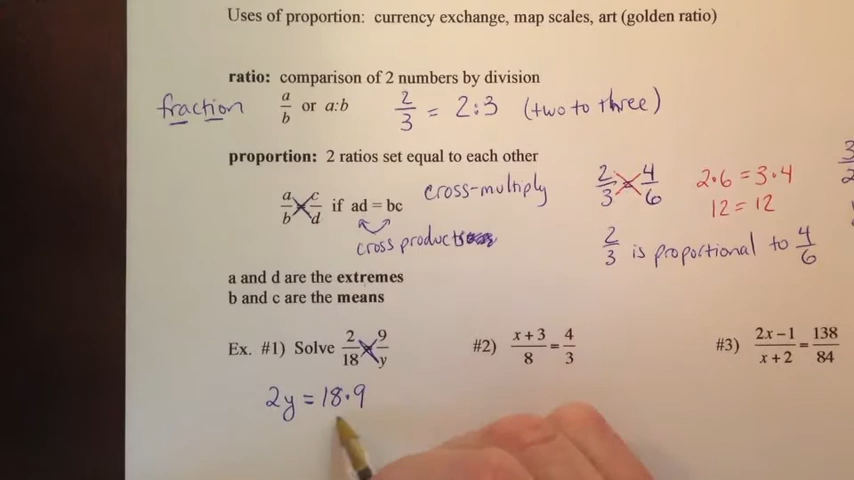 Uses of proportion: currency exchange, map scales, art (golden ratio)
ratio: comparison of 2 numbers by division
fraction a/b or a:b 2/3 = 2:3 (two to three)
proportion: 2 ratios set equal to each other
a/b c/d if ad = bc cross-multiply 2/3 4/6 2·6 = 3·4
12 = 12
cross product
2/3 is proportional to 4/6
a and d are the extremes
b and c are the means
Ex. #1) Solve 2/18 9/y #2) x+3/8 = 4/3 #3) 2x−1/x+2 = 138/84
2y = 18·9